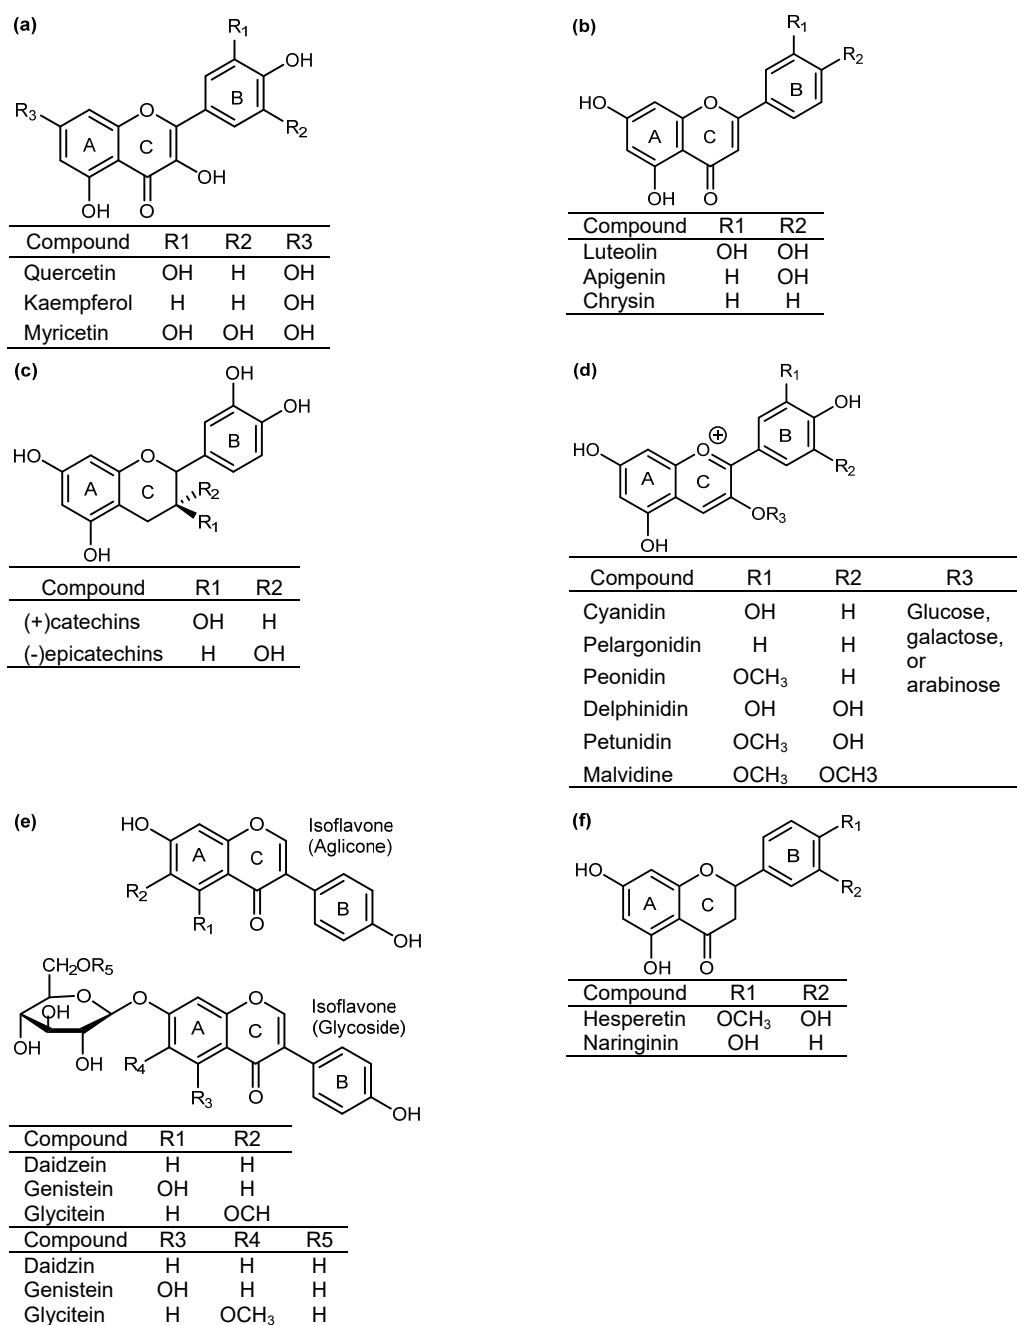 (a)
R1
OH
R3
O
B
R2
A
C
OH
OH
O
Compound R1 R2 R3
Quercetin OH H OH
Kaempferol H H OH
Myricetin OH OH OH
(b)
R1
R2
HO
O
B
A
C
OH
O
Compound R1 R2
Luteolin OH OH
Apigenin H OH
Chrysin H H
(c)
OH
OH
HO
O
B
A
C
R2
R1
OH
Compound R1 R2
(+)catechins OH H
(-)epicatechins H OH
(d)
R1
OH
HO
O
+
B
R2
A
C
OR3
OH
Compound R1 R2 R3
Cyanidin OH H Glucose,
galactose,
Pelargonidin H H
or
Peonidin OCH3 H
arabinose
Delphinidin OH OH
Petunidin OCH3 OH
Malvidine OCH3 OCH3
(e)
HO
O
Isoflavone
(Aglicone)
A
C
R2
R1
O
B
OH
CH2OR5
O
O
O
OH
Isoflavone
(Glycoside)
A
C
OH
OH
R4
R3
O
B
OH
Compound R1 R2
Daidzein H H
Genistein OH H
Glycitein H OCH
Compound R3 R4 R5
Daidzin H H H
Genistein OH H H
Glycitein H OCH3 H
(f)
R1
B
HO
O
R2
A
C
OH
O
Compound R1 R2
Hesperetin OCH3 OH
Naringinin OH H